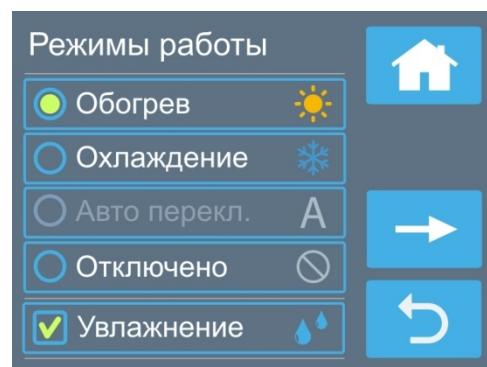 Режимы работы
Обогрев
Охлаждение
Авто перекл. A
Отключено
Увлажнение